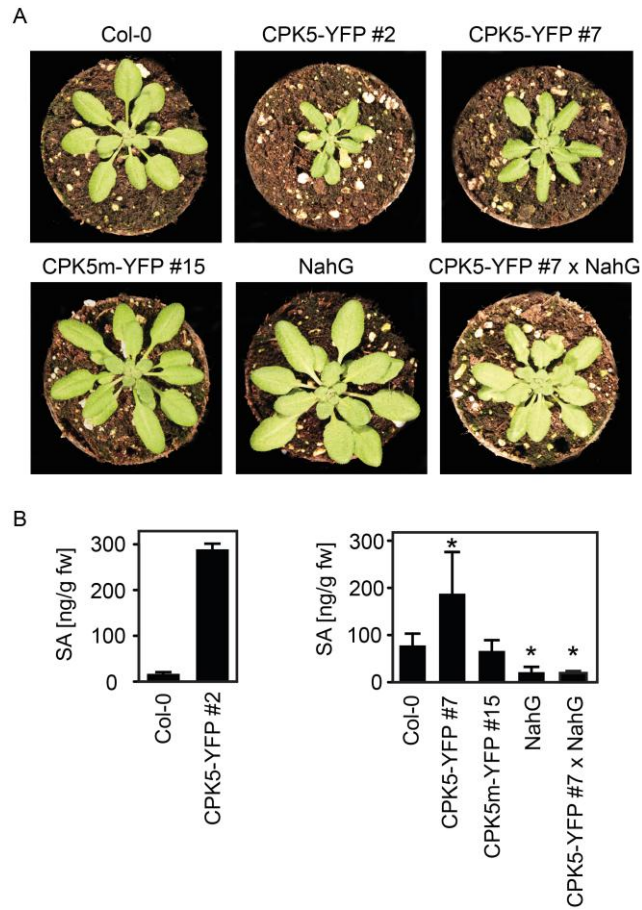 A
Col-0 CPK5-YFP #2 CPK5-YFP #7
CPK5m-YFP #15 NahG CPK5-YFP #7 x NahG
B
SA [ng/g fw]
300
200
100
0
Col-0
CPK5-YFP #2
SA [ng/g fw]
300
200
100
0
* * *
Col-0
CPK5-YFP #7
CPK5m-YFP #15
NahG
CPK5-YFP #7 x NahG